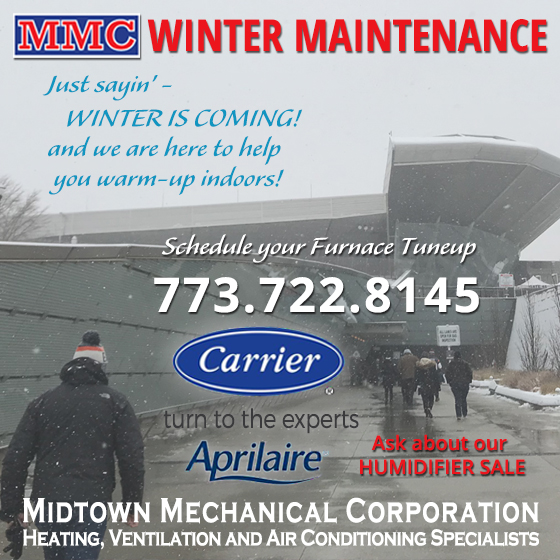 MMC WINTER MAINTENANCE
Just sayin' -
WINTER IS COMING!
and we are here to help
you warm-up indoors!
Schedule your Furnace Tuneup
773.722.8145
Carrier
®
turn to the experts
Aprilaire
Ask about our
HUMIDIFIER SALE
MIDTOWN MECHANICAL CORPORATION
HEATING, VENTILATION AND AIR CONDITIONING SPECIALISTS